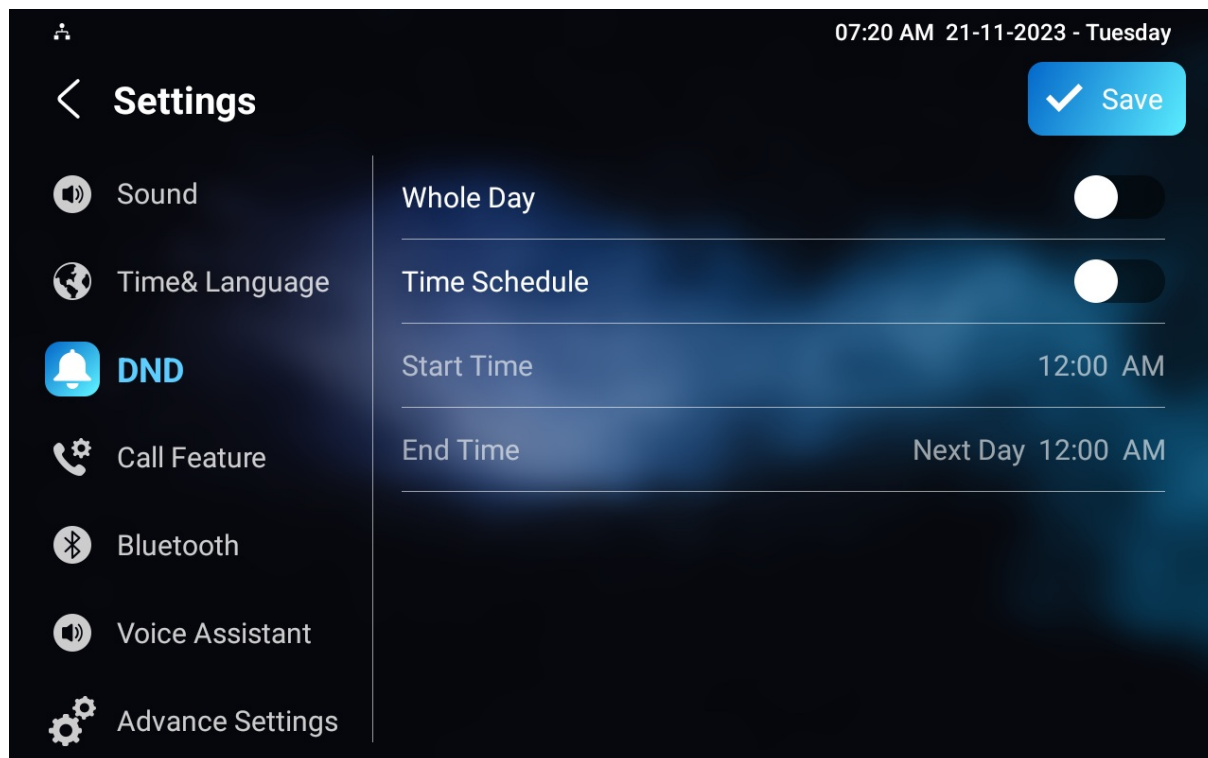 07:20 AM 21-11-2023 - Tuesday
Settings
Save
Sound
Time& Language
DND
Call Feature
Bluetooth
Voice Assistant
Advance Settings
Whole Day
Time Schedule
Start Time 12:00 AM
End Time Next Day 12:00 AM